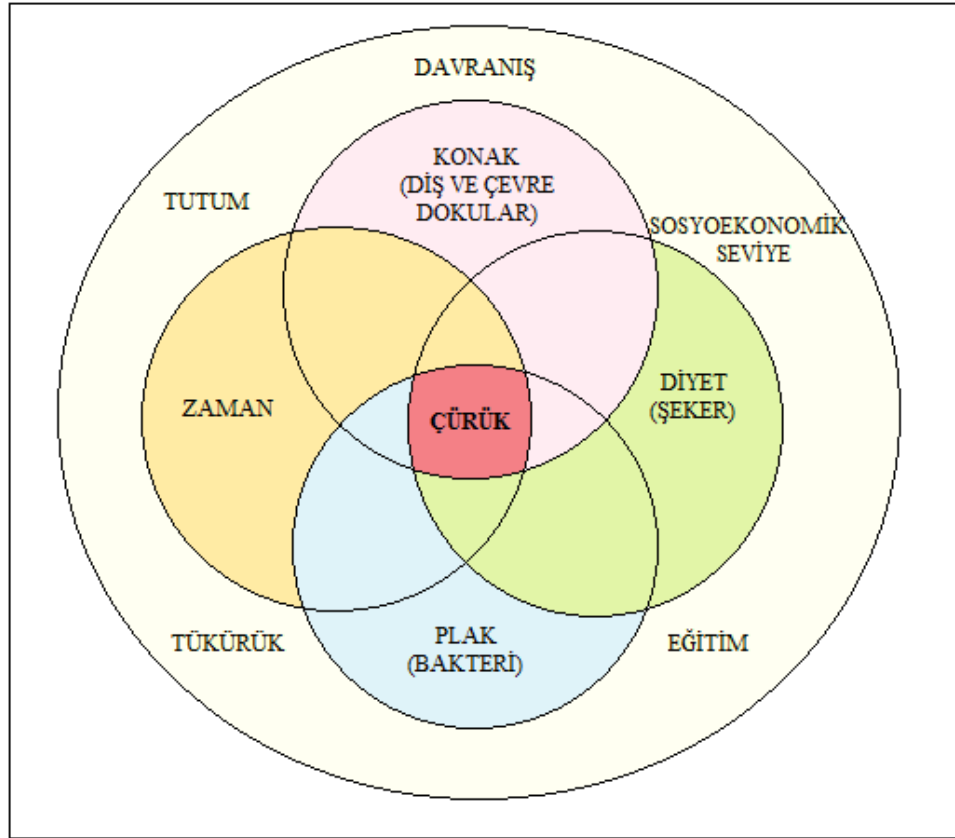 DAVRANIŞ
KONAK
(DİŞ VE ÇEVRE
DOKULAR)
TUTUM
SOSYOEKONOMİK
SEVİYE
ZAMAN
ÇÜRÜK
DİYET
(ŞEKER)
TÜKÜRÜK
PLAK
(BAKTERİ)
EĞİTİM